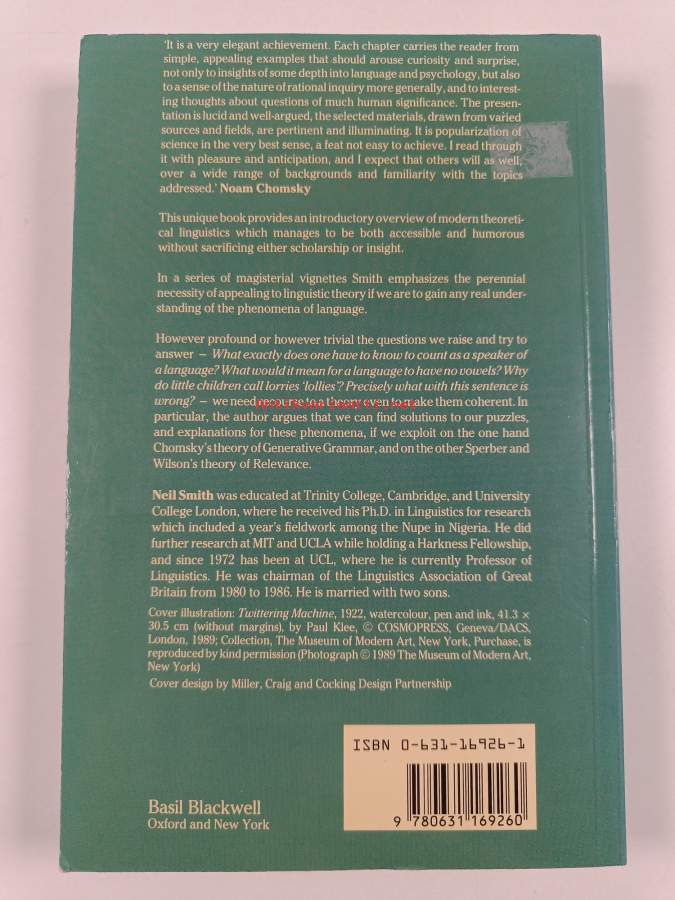 'It is a very elegant achievement. Each chapter carries the reader from
simple, appealing examples that should arouse curiosity and surprise,
not only to insights of some depth into language and psychology, but also
to a sense of the nature of rational inquiry more generally, and to interest-
ing thoughts about questions of much human significance. The presen-
tation is lucid and well-argued, the selected materials, drawn from varied
sources and fields, are pertinent and illuminating. It is popularization of
science in the very best sense, a feat not easy to achieve. I read through
it with pleasure and anticipation, and I expect that others will as well,
over a wide range of backgrounds and familiarity with the topics
addressed.' Noam Chomsky
This unique book provides an introductory overview of modern theoreti-
cal linguistics which manages to be both accessible and humorous
without sacrificing either scholarship or insight.
In a series of magisterial vignettes Smith emphasizes the perennial
necessity of appealing to linguistic theory if we are to gain any real under-
standing of the phenomena of language.
However profound or however trivial the questions we raise and try to
answer – What exactly does one have to know to count as a speaker of
a language? What would it mean for a language to have no vowels? Why
do little children call lorries 'lollies'? Precisely what with this sentence is
wrong? – we need recourse to a theory even to make them coherent. In
particular, the author argues that we can find solutions to our puzzles,
and explanations for these phenomena, if we exploit on the one hand
Chomsky's theory of Generative Grammar, and on the other Sperber and
Wilson's theory of Relevance.
Neil Smith was educated at Trinity College, Cambridge, and University
College London, where he received his Ph.D. in Linguistics for research
which included a year's fieldwork among the Nupe in Nigeria. He did
further research at MIT and UCLA while holding a Harkness Fellowship,
and since 1972 has been at UCL, where he is currently Professor of
Linguistics. He was chairman of the Linguistics Association of Great
Britain from 1980 to 1986. He is married with two sons.
Cover illustration: Twittering Machine, 1922, watercolour, pen and ink, 41.3 ×
30.5 cm (without margins), by Paul Klee, © COSMOPRESS, Geneva/DACS,
London, 1989; Collection, The Museum of Modern Art, New York, Purchase, is
reproduced by kind permission (Photograph © 1989 The Museum of Modern Art,
New York)
Cover design by Miller, Craig and Cocking Design Partnership
ISBN 0-631-16926-1
9 780631 169260
Basil Blackwell
Oxford and New York